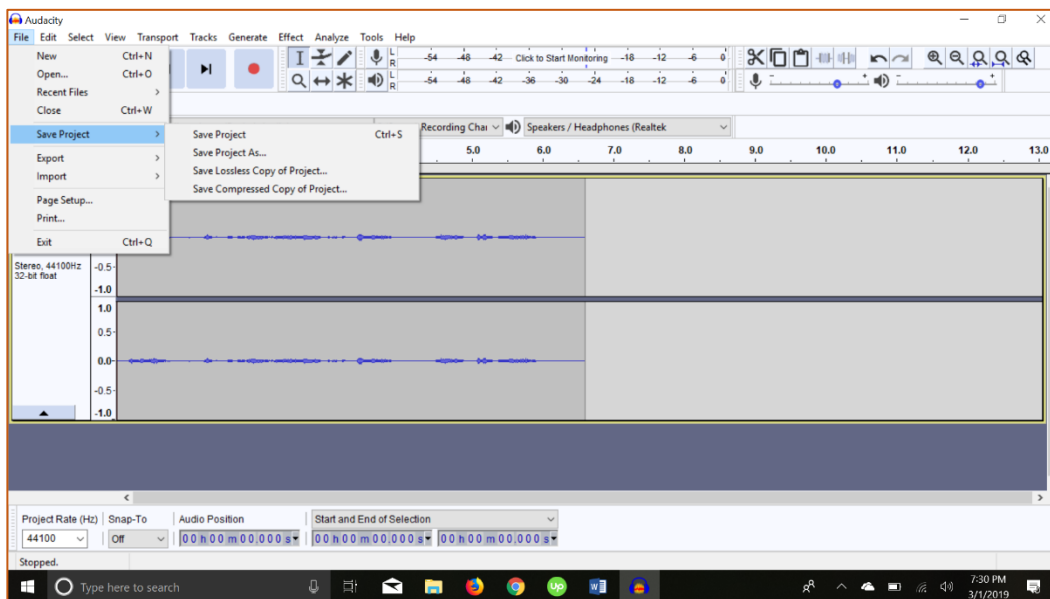 Audacity
File Edit Select View Transport Tracks Generate Effect Analyze Tools Help
New Ctrl+N
Open... Ctrl+O
Recent Files >
Close Ctrl+W
Save Project >
Export >
Import >
Page Setup...
Print...
Exit Ctrl+Q
Save Project Ctrl+S
Save Project As...
Save Lossless Copy of Project...
Save Compressed Copy of Project...
L
R
-54 -48 -42 Click to Start Monitoring -18 -12 -6 0
L
R
-54 -48 -42 -36 -30 -24 -18 -12 -6 0
Recording Chai Speakers / Headphones (Realtek
5.0 6.0 7.0 8.0 9.0 10.0 11.0 12.0 13.0
Stereo, 44100Hz
32-bit float
-0.5
-1.0
1.0
0.5
0.0
-0.5
-1.0
Project Rate (Hz) Snap-To Audio Position Start and End of Selection
44100 Off 00 h 00 m 00.000 s 00 h 00 m 00.000 s 00 h 00 m 00.000 s
Stopped.
Type here to search
Up
W
7:30 PM
3/1/2019